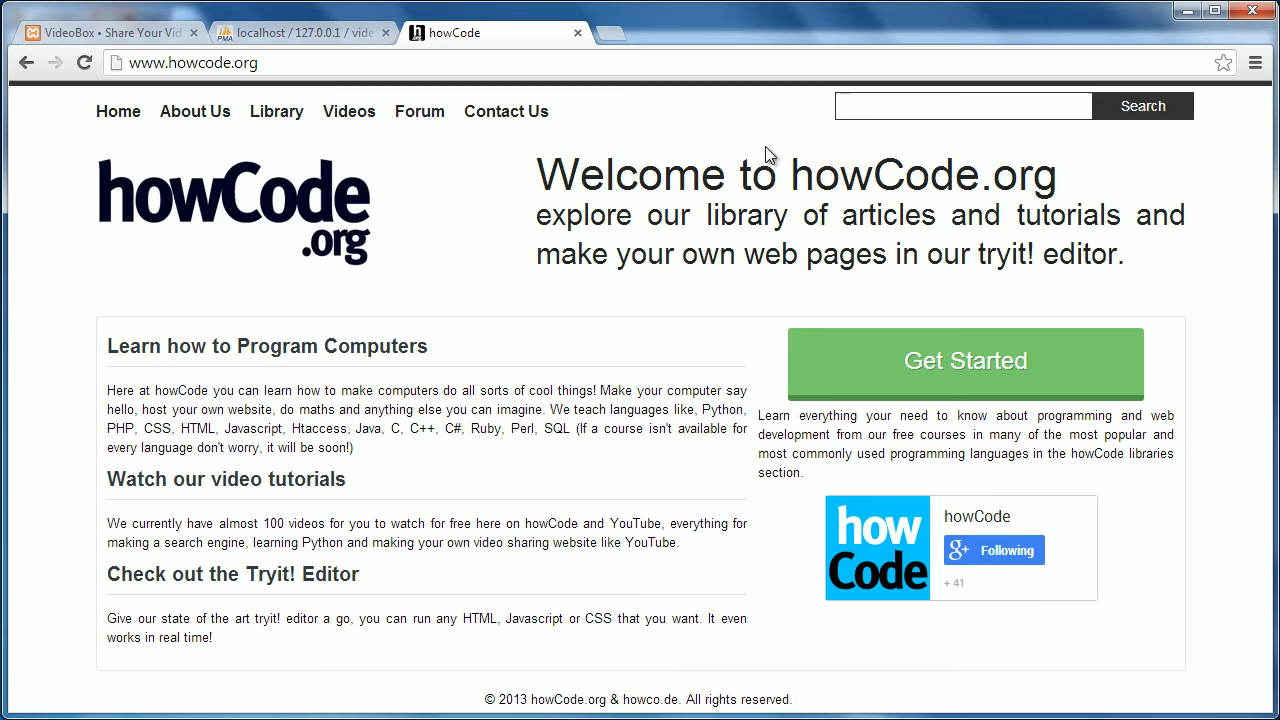 VideoBox • Share Your Vid
localhost / 127.0.0.1 / vide
howCode
www.howcode.org
Home About Us Library Videos Forum Contact Us
Search
howCode
.org
Welcome to howCode.org
explore our library of articles and tutorials and
make your own web pages in our tryit! editor.
Learn how to Program Computers
Here at howCode you can learn how to make computers do all sorts of cool things! Make your computer say
hello, host your own website, do maths and anything else you can imagine. We teach languages like, Python,
PHP, CSS, HTML, Javascript, Htaccess, Java, C, C++, C#, Ruby, Perl, SQL (If a course isn't available for
every language don't worry, it will be soon!)
Watch our video tutorials
We currently have almost 100 videos for you to watch for free here on howCode and YouTube, everything for
making a search engine, learning Python and making your own video sharing website like YouTube.
Check out the Tryit! Editor
Give our state of the art tryit! editor a go, you can run any HTML, Javascript or CSS that you want. It even
works in real time!
Get Started
Learn everything your need to know about programming and web
development from our free courses in many of the most popular and
most commonly used programming languages in the howCode libraries
section.
how
Code
howCode
g+ Following
+ 41
© 2013 howCode.org & howco.de. All rights reserved.